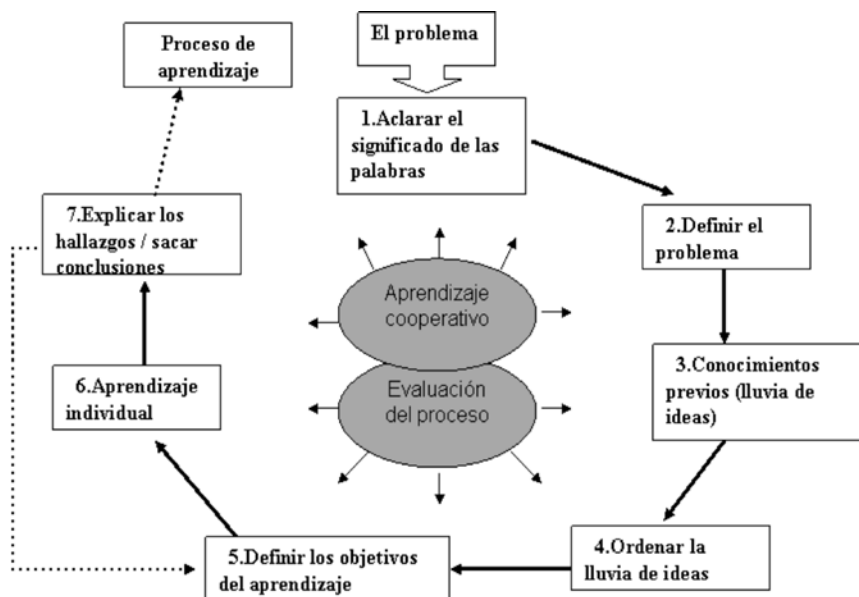 El problema
1.Aclarar el
significado de las
palabras
2.Definir el
problema
3.Conocimientos
previos (lluvia de
ideas)
4.Ordenar la
lluvia de ideas
5.Definir los objetivos
del aprendizaje
6.Aprendizaje
individual
7.Explicar los
hallazgos / sacar
conclusiones
Proceso de
aprendizaje
Aprendizaje
cooperativo
Evaluación
del proceso